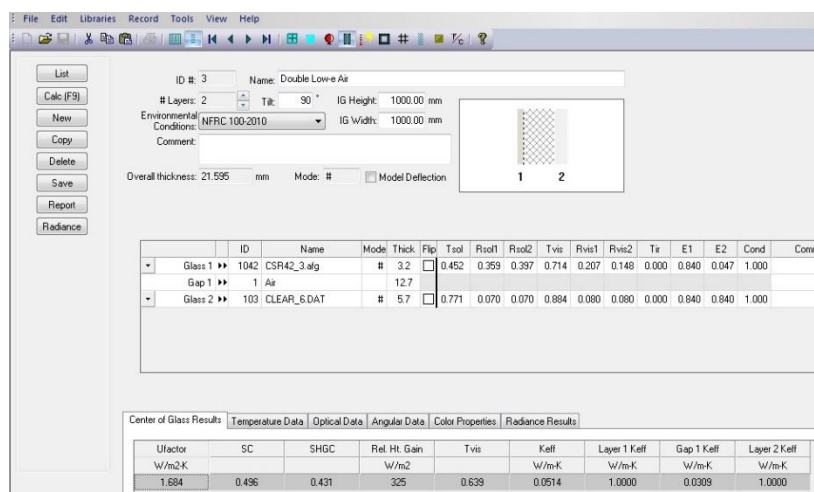 File Edit Libraries Record Tools View Help
List
Calc (F9)
New
Copy
Delete
Save
Report
Radiance
ID #: 3 Name: Double Low-e Air
# Layers: 2 Tilt: 90 ° IG Height: 1000.00 mm
Environmental Conditions: NFRC 100-2010 IG Width: 1000.00 mm
Comment:
Overall thickness: 21.595 mm Mode: # Model Deflection
1 2
ID Name Mode Thick Flip Tsol Rsol1 Rsol2 Tvis Rvis1 Rvis2 Tir E1 E2 Cond Com
Glass 1 1042 CSR42_3.afg # 3.2 0.452 0.359 0.397 0.714 0.207 0.148 0.000 0.840 0.047 1.000
Gap 1 1 Air 12.7
Glass 2 103 CLEAR_6.DAT # 5.7 0.771 0.070 0.070 0.884 0.080 0.080 0.000 0.840 0.840 1.000
Center of Glass Results Temperature Data Optical Data Angular Data Color Properties Radiance Results
Ufactor SC SHGC Rel. Ht. Gain Tvis Keff Layer 1 Keff Gap 1 Keff Layer 2 Keff
W/m2-K W/m2 W/m-K W/m-K W/m-K W/m-K
1.684 0.496 0.431 325 0.639 0.0514 1.0000 0.0309 1.0000